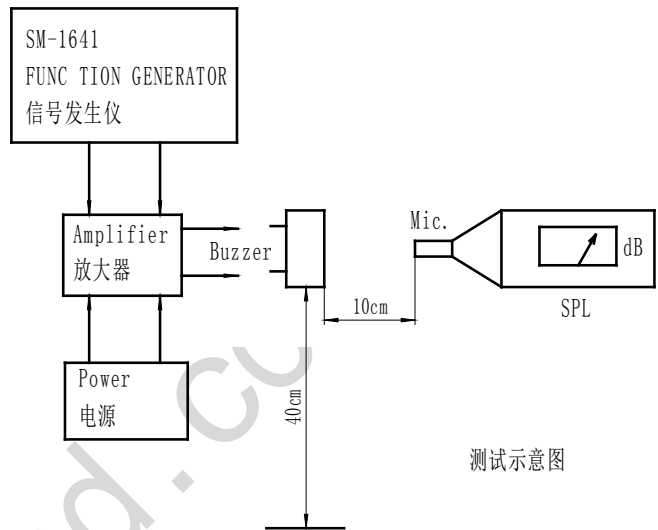 SM-1641
FUNC TION GENERATOR
信号发生仪
Amplifier
放大器
Buzzer
Mic.
dB
SPL
10cm
40cm
Power
电源
测试示意图
d.co